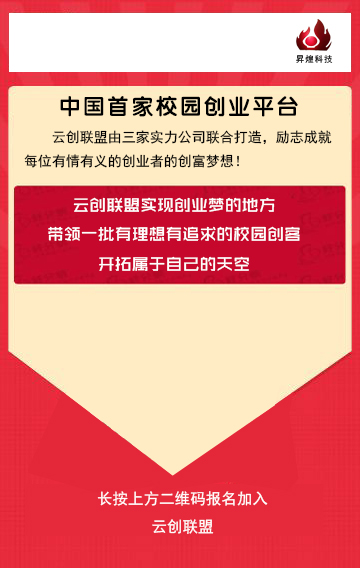 昇煌科技
中国首家校园创业平台
云创联盟由三家实力公司联合打造，励志成就
每位有情有义的创业者的创富梦想！
云创联盟实现创业梦的地方
带领一批有理想有追求的校园创客
开拓属于自己的天空
长按上方二维码报名加入
云创联盟